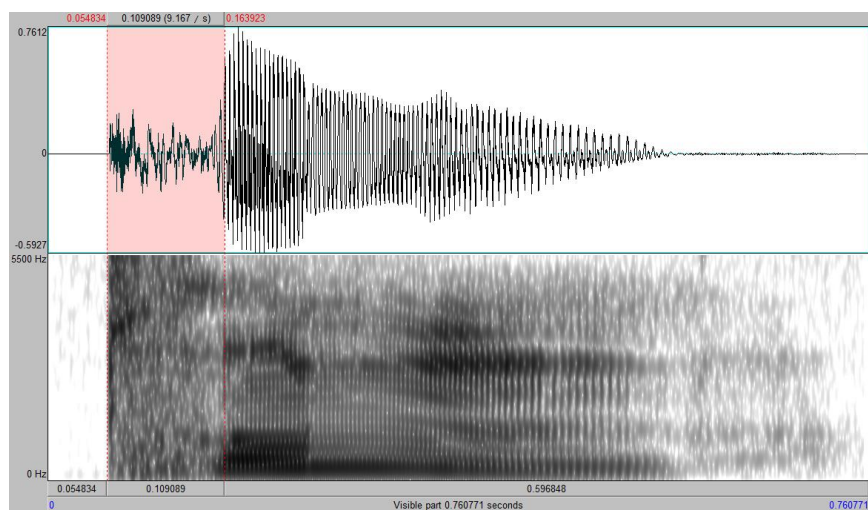 0.054834 0.109089 (9.167 / s) 0.163923
0.7612
0
-0.5927
5500 Hz
0 Hz
0.054834 0.109089 0.596848
0 Visible part 0.760771 seconds 0.760771